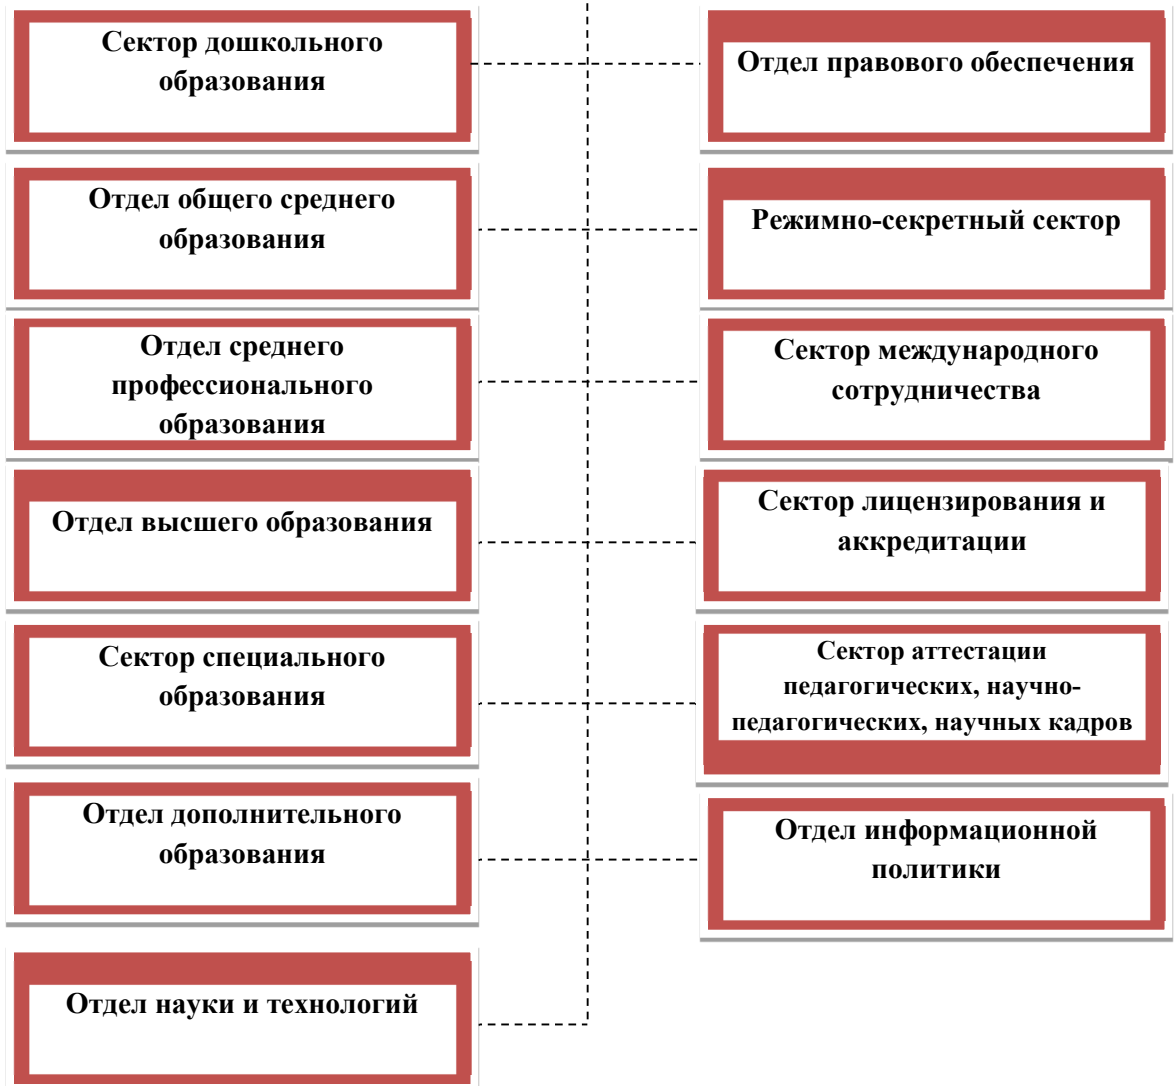 Сектор дошкольного
образования
Отдел правового обеспечения
Отдел общего среднего
образования
Режимно-секретный сектор
Отдел среднего
профессионального
образования
Сектор международного
сотрудничества
Отдел высшего образования
Сектор лицензирования и
аккредитации
Сектор специального
образования
Сектор аттестации
педагогических, научно-
педагогических, научных кадров
Отдел дополнительного
образования
Отдел информационной
политики
Отдел науки и технологий